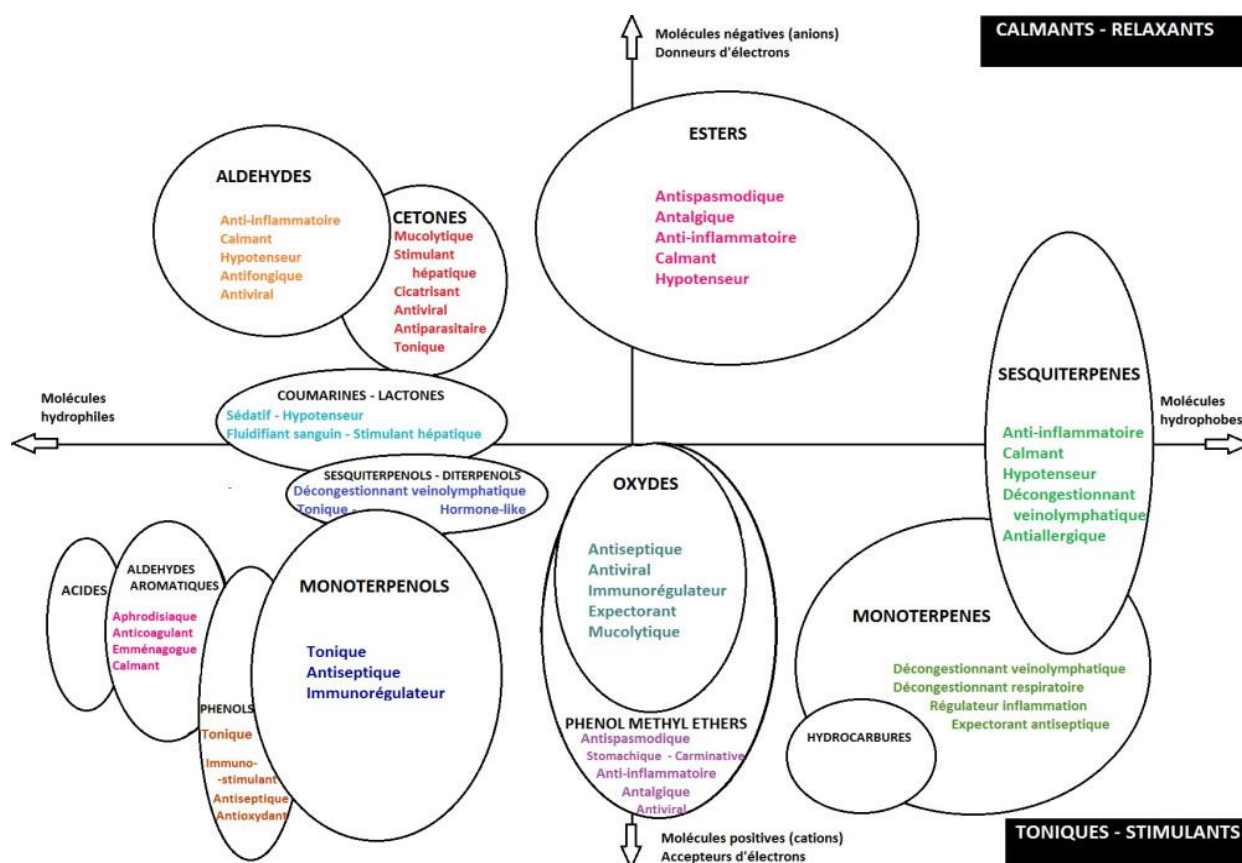 Molécules négatives (anions)
Donneurs d'électrons
CALMANTS - RELAXANTS
ESTERS
Antispasmodique
Antalgique
Anti-inflammatoire
Calmant
Hypotenseur
ALDEHYDES
Anti-inflammatoire
Calmant
Hypotenseur
Antifongique
Antiviral
CETONES
Mucolytique
Stimulant
hépatique
Cicatrisant
Antiviral
Antiparasitaire
Tonique
SESQUITERPENES
Anti-inflammatoire
Calmant
Hypotenseur
Décongestionnant
veinolymphatique
Antiallergique
Molécules
hydrophiles
COUMARINES - LACTONES
Sédatif - Hypotenseur
Fluidifiant sanguin - Stimulant hépatique
Molécules
hydrophobes
SESQUITERPENOLS - DITERPENOLS
Décongestionnant veinolymphatique
Tonique - Hormone-like
OXYDES
Antiseptique
Antiviral
Immunorégulateur
Expectorant
Mucolytique
ACIDES
ALDEHYDES
AROMATIQUES
Aphrodisiaque
Anticoagulant
Emménagogue
Calmant
MONOTERPENOLS
Tonique
Antiseptique
Immunorégulateur
MONOTERPENES
Décongestionnant veinolymphatique
Décongestionnant respiratoire
Régulateur inflammation
Expectorant antiseptique
PHENOLS
Tonique
Immuno-
-stimulant
Antiseptique
Antioxydant
PHENOL METHYL ETHERS
Antispasmodique
Stomachique - Carminative
Anti-inflammatoire
Antalgique
Antiviral
HYDROCARBURES
Molécules positives (cations)
Accepteurs d'électrons
TONIQUES - STIMULANTS